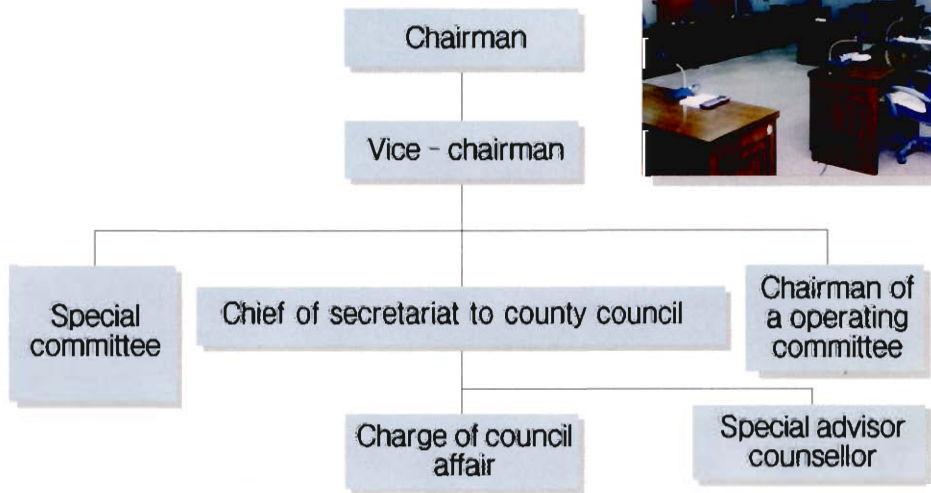 Chairman
Vice - chairman
Special
committee
Chief of secretariat to county council
Chairman of
a operating
committee
Charge of council
affair
Special advisor
counsellor